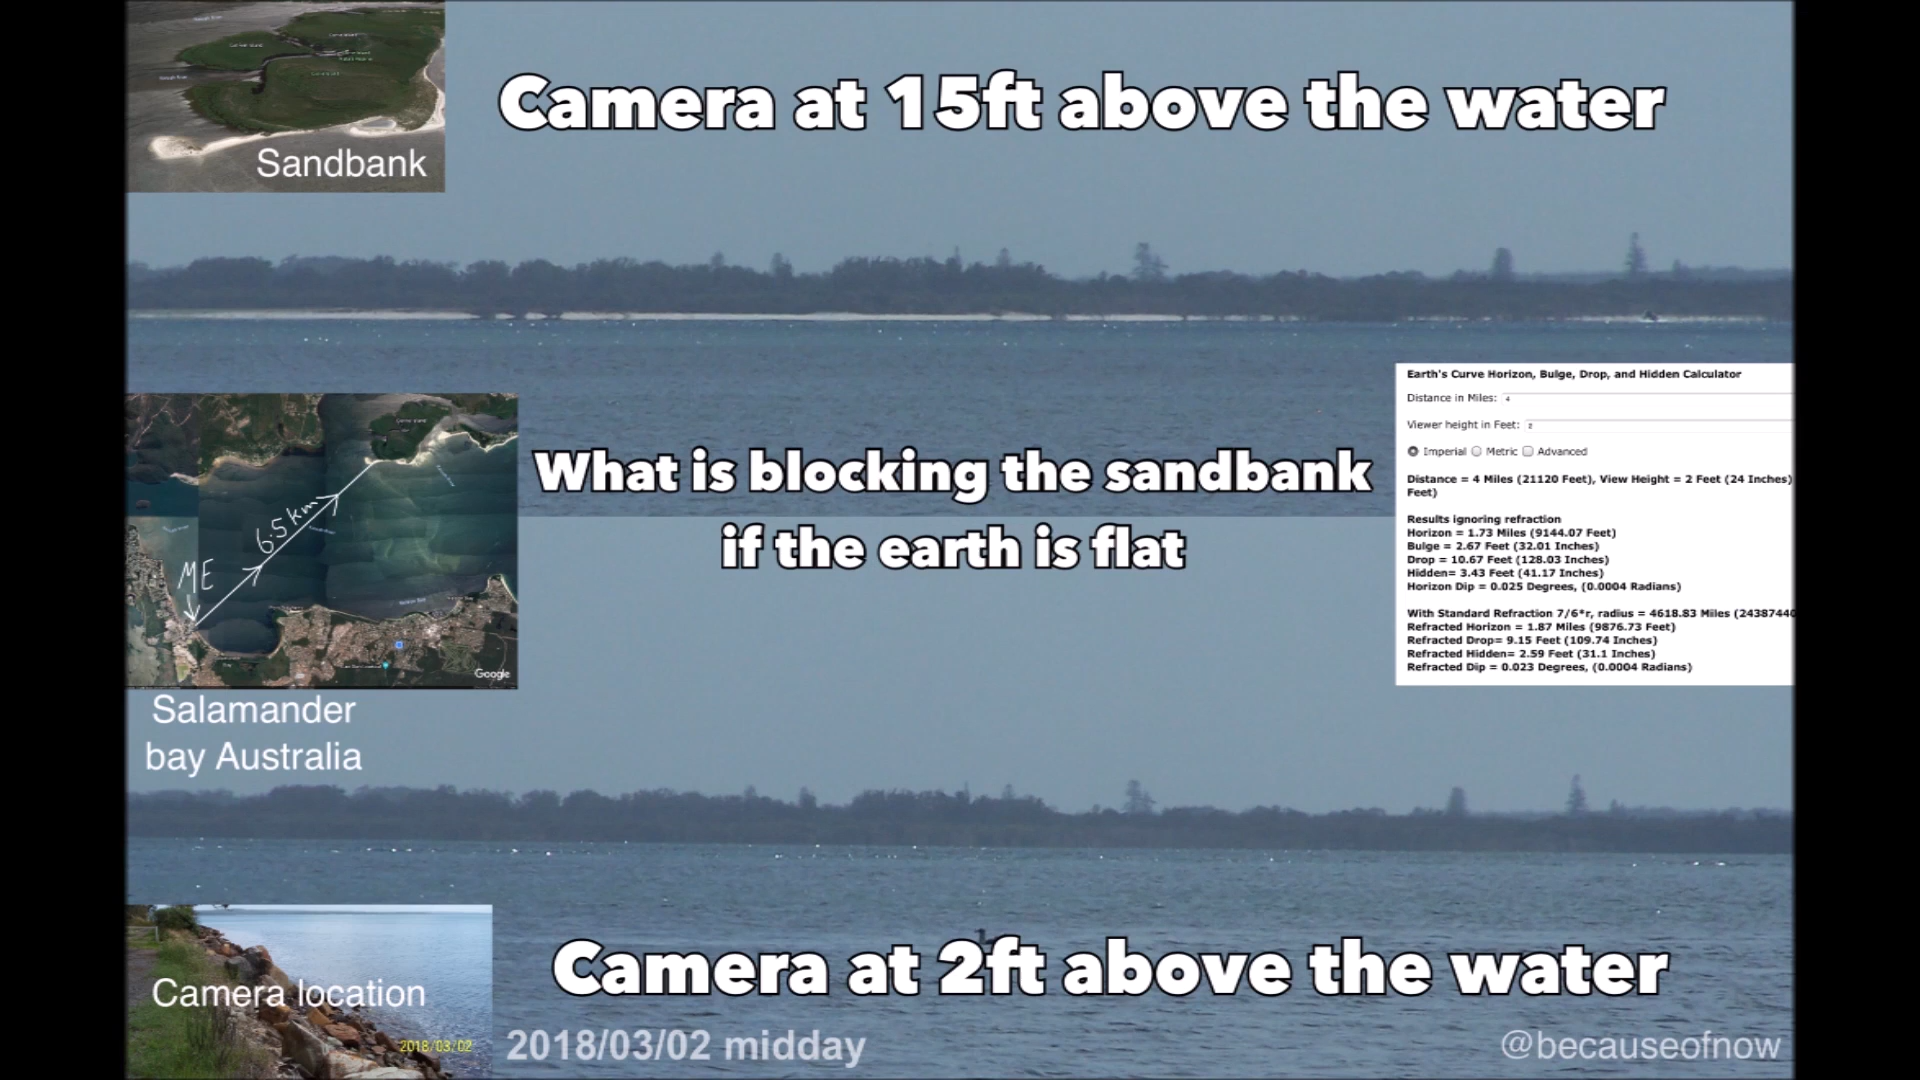 Sandbank
Camera at 15ft above the water
Earth's Curve Horizon, Bulge, Drop, and Hidden Calculator
Distance in Miles: 4
Viewer height in Feet: 2
Imperial Metric Advanced
Distance = 4 Miles (21120 Feet), View Height = 2 Feet (24 Inches)
Feet)
Results ignoring refraction
Horizon = 1.73 Miles (9144.07 Feet)
Bulge = 2.67 Feet (32.01 Inches)
Drop = 10.67 Feet (128.03 Inches)
Hidden= 3.43 Feet (41.17 Inches)
Horizon Dip = 0.025 Degrees, (0.0004 Radians)
With Standard Refraction 7/6*r, radius = 4618.83 Miles (24387440
Refracted Horizon = 1.87 Miles (9876.73 Feet)
Refracted Drop= 9.15 Feet (109.74 Inches)
Refracted Hidden= 2.59 Feet (31.1 Inches)
Refracted Dip = 0.023 Degrees, (0.0004 Radians)
What is blocking the sandbank
if the earth is flat
6.5km
ME
Google
Salamander
bay Australia
Camera location
2018/03/02
Camera at 2ft above the water
2018/03/02 midday
@becauseofnow